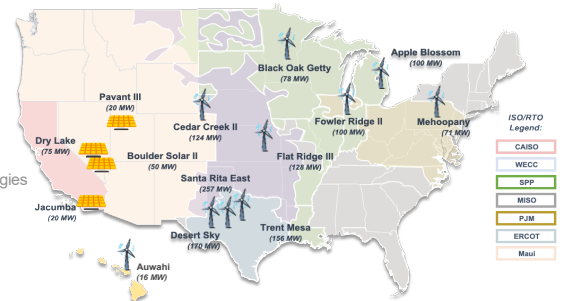 Apple Blossom
(100 MW)
Black Oak Getty
(78 MW)
Pavant III
(20 MW)
Cedar Creek II
(124 MW)
Fowler Ridge II
(100 MW)
Mehoopany
(71 MW)
ISO/RTO
Legend:
CAISO
WECC
SPP
MISO
PJM
ERCOT
Maui
Dry Lake
(75 MW)
Boulder Solar II
(50 MW)
Flat Ridge III
(128 MW)
Santa Rita East
(257 MW)
gies
Jacumba
(20 MW)
Desert Sky
(170 MW)
Trent Mesa
(156 MW)
Auwahi
(16 MW)